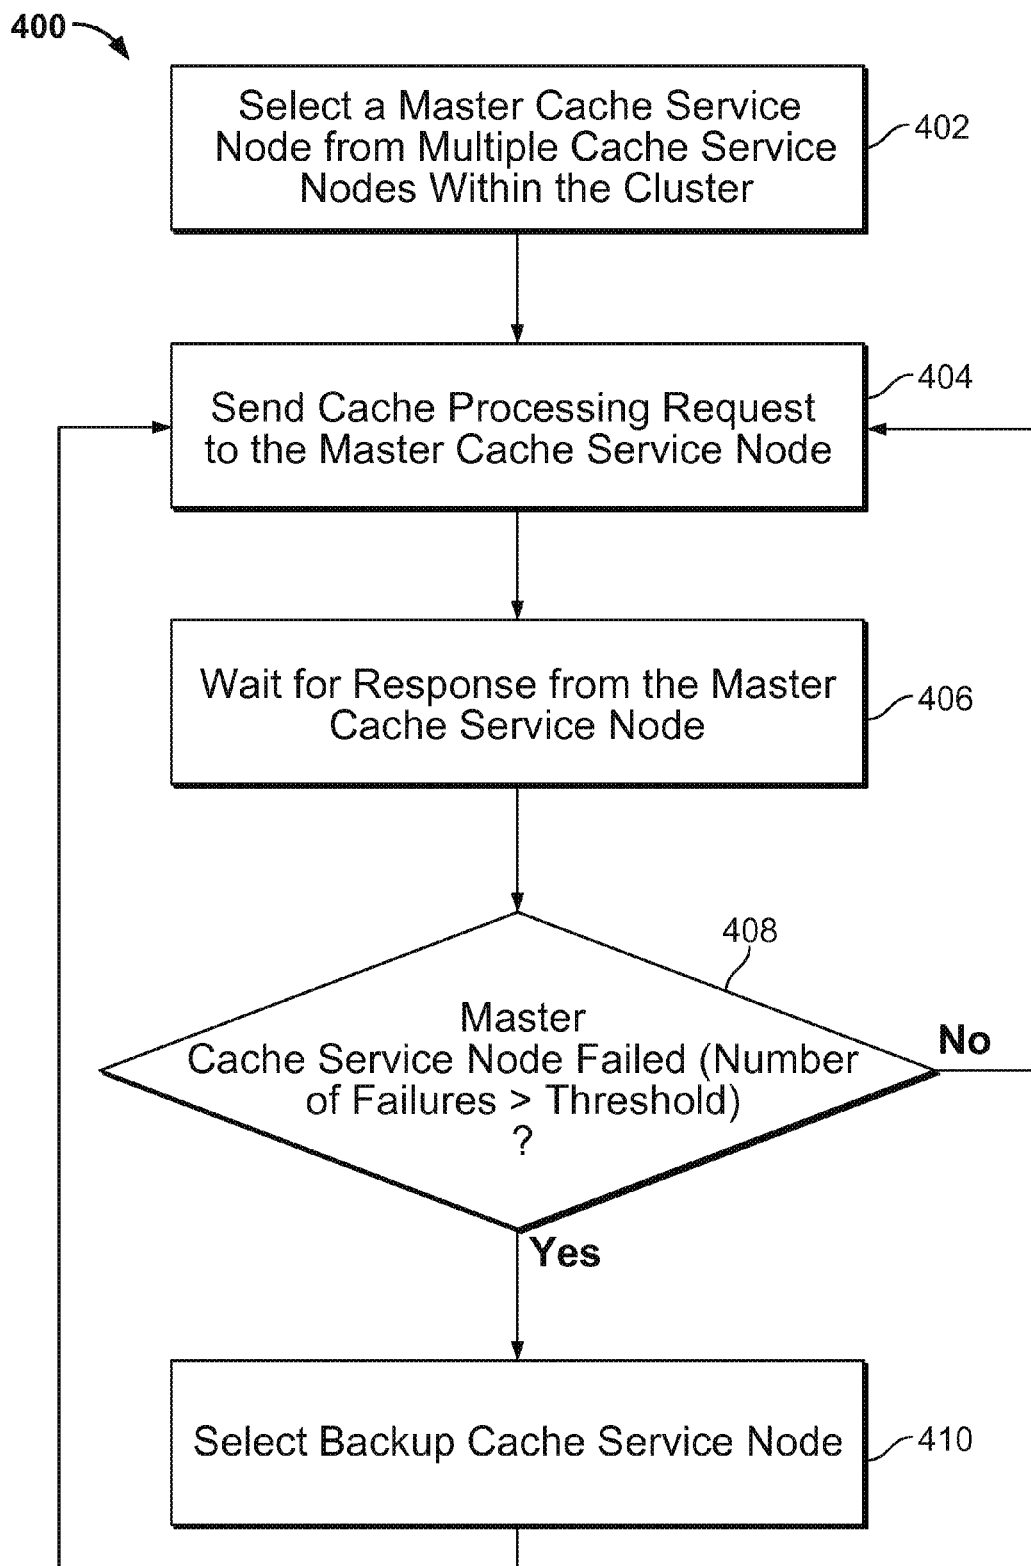 400
Select a Master Cache Service
Node from Multiple Cache Service
Nodes Within the Cluster
402
Send Cache Processing Request
to the Master Cache Service Node
404
Wait for Response from the Master
Cache Service Node
406
408
Master
Cache Service Node Failed (Number
of Failures > Threshold)
?
No
Yes
Select Backup Cache Service Node
410